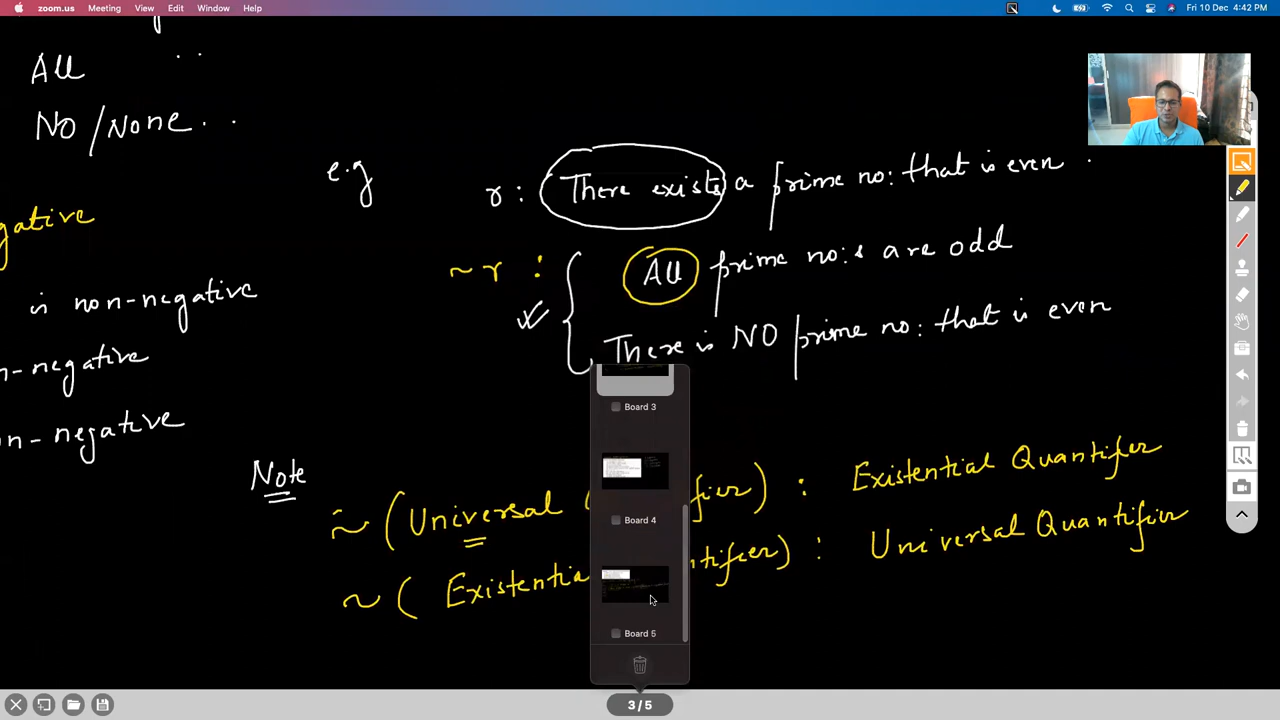 zoom.us Meeting View Edit Window Help Fri 10 Dec 4:42 PM
All ..
No/None...
e.g
r: There exists a prime no: that is even
gative
~r : All prime no:s are odd
is non-negative
There is NO prime no: that is even
n-negative
Board 3
on-negative
Note
~(Universal fier) : Existential Quantifier
Board 4
~( Existential ntifier) : Universal Quantifier
Board 5
3/5